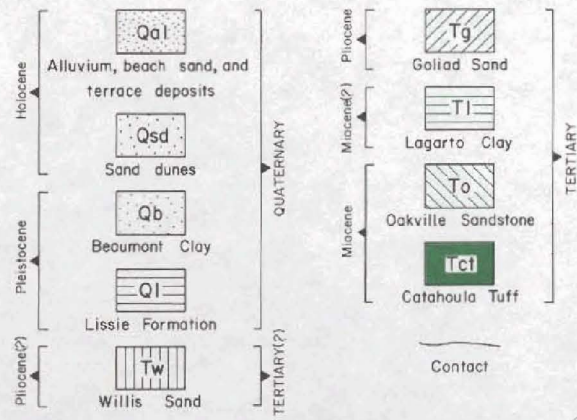 Holocene
Qal
Alluvium, beach sand, and
terrace deposits
Qsd
Sand dunes
Pleistocene
Qb
Beaumont Clay
Ql
Lissie Formation
QUATERNARY
Pliocene(?)
Tw
Willis Sand
TERTIARY(?)
Pliocene
Tg
Goliad Sand
Miocene(?)
Tl
Lagarto Clay
Miocene
To
Oakville Sandstone
Tct
Catahoula Tuff
TERTIARY
Contact